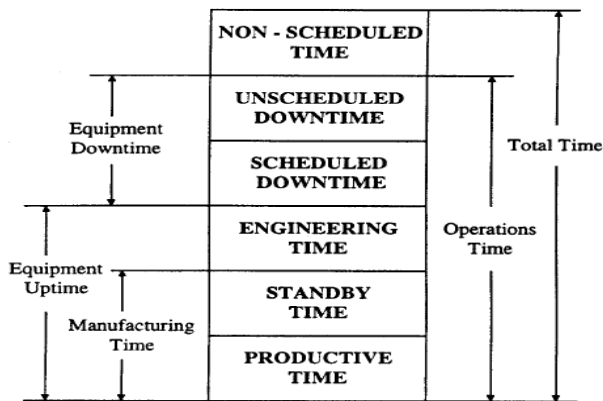 NON - SCHEDULED
TIME
UNSCHEDULED
DOWNTIME
Equipment
Downtime
Total Time
SCHEDULED
DOWNTIME
ENGINEERING
TIME
Operations
Time
Equipment
Uptime
STANDBY
TIME
Manufacturing
Time
PRODUCTIVE
TIME